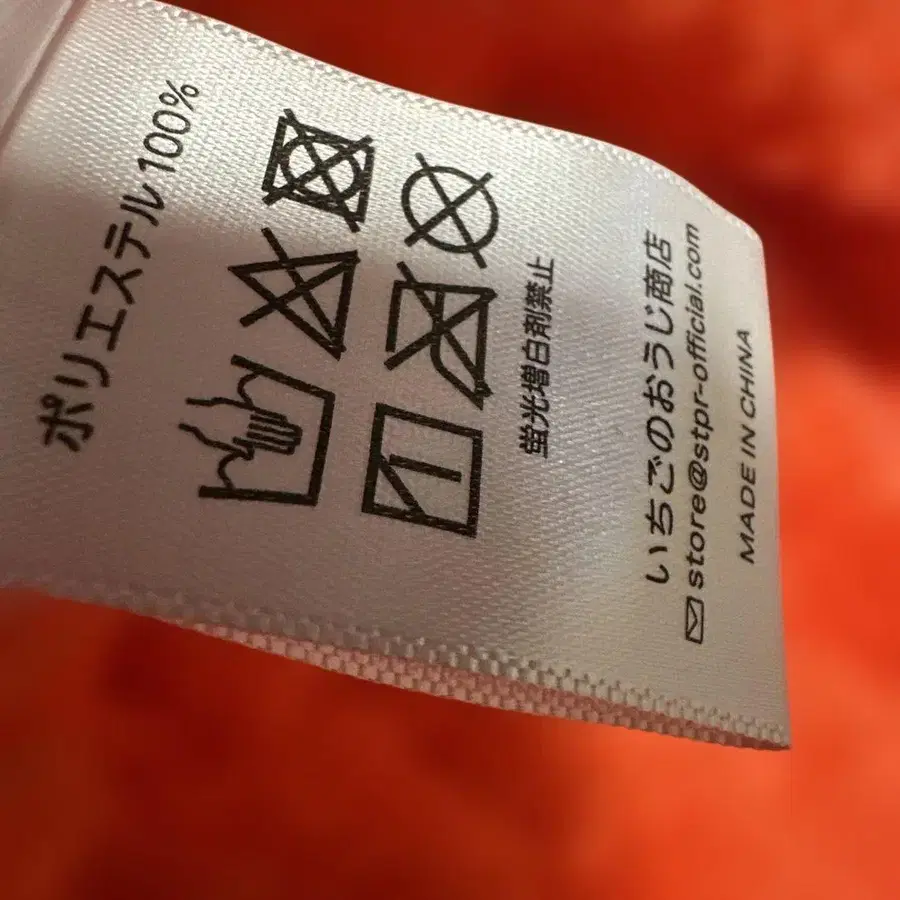 ポリエステル100%
蛍光増白剤禁止
いちごのおうじ商店
store@stpr-official.com
MADE IN CHINA